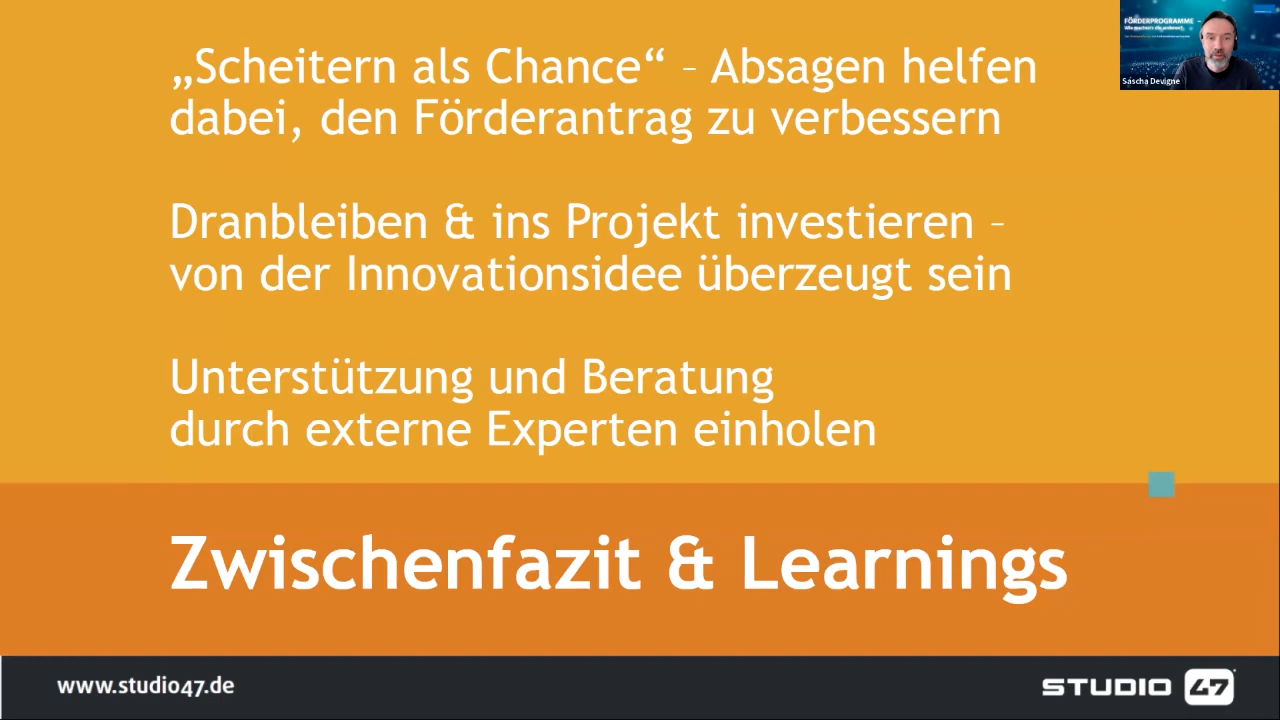 „Scheitern als Chance“ – Absagen helfen
dabei, den Förderantrag zu verbessern
Dranbleiben & ins Projekt investieren –
von der Innovationsidee überzeugt sein
Unterstützung und Beratung
durch externe Experten einholen
Zwischenfazit & Learnings
www.studio47.de
STUDIO 47
FÖRDERPROGRAMME –
Sascha Devigne